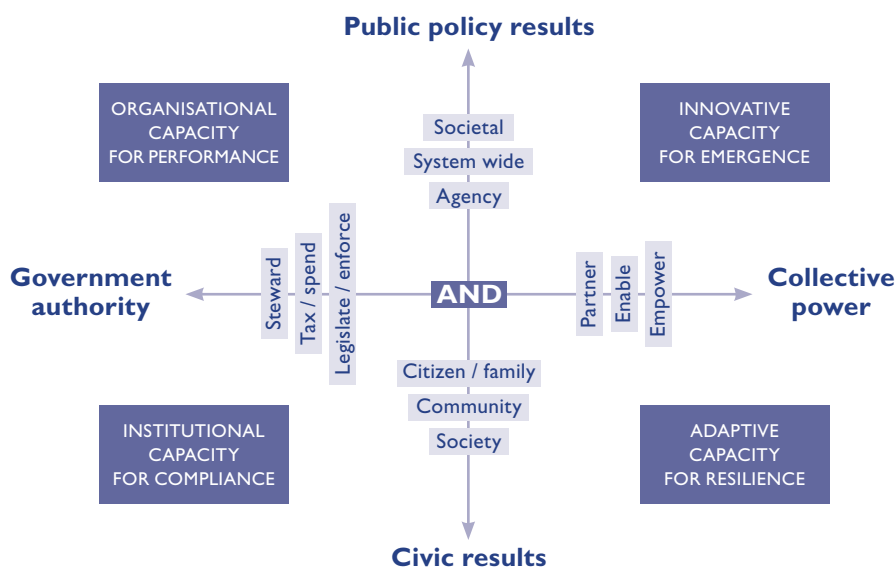 Public policy results
ORGANISATIONAL
CAPACITY
FOR PERFORMANCE
INNOVATIVE
CAPACITY
FOR EMERGENCE
Societal
System wide
Agency
Government
authority
Steward
Tax / spend
Legislate / enforce
AND
Partner
Enable
Empower
Collective
power
Citizen / family
Community
Society
INSTITUTIONAL
CAPACITY
FOR COMPLIANCE
ADAPTIVE
CAPACITY
FOR RESILIENCE
Civic results